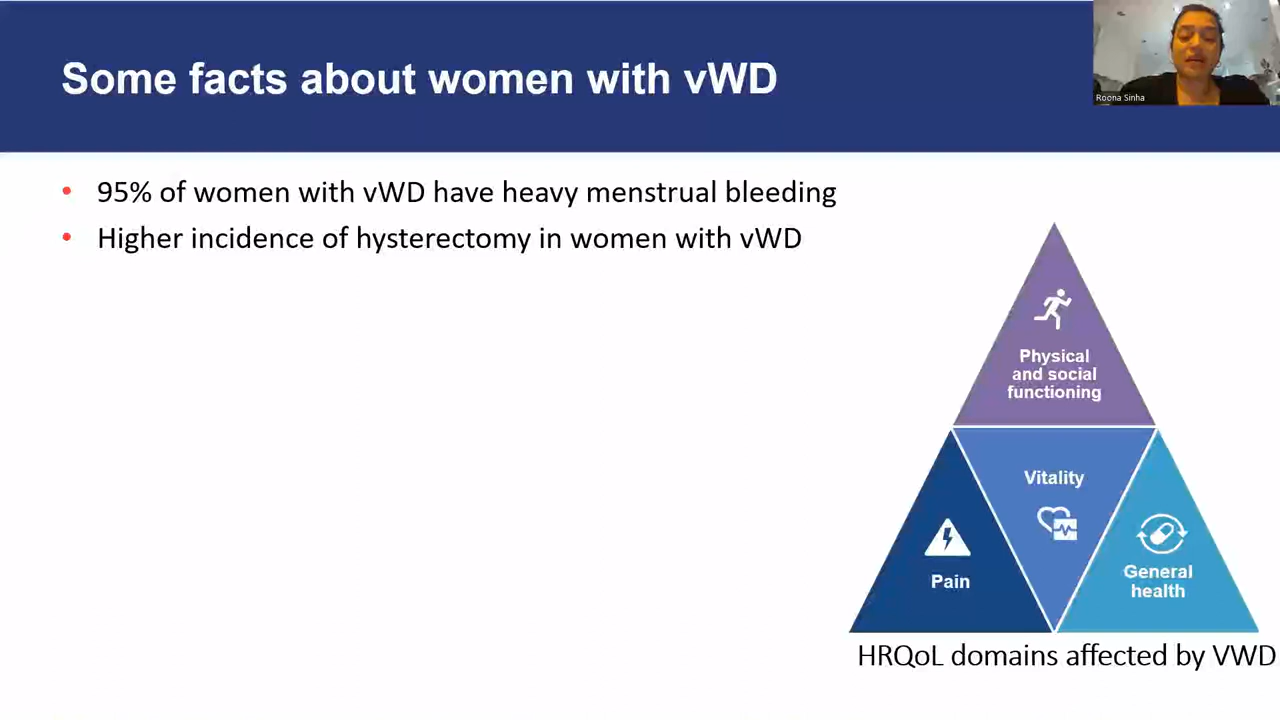 Some facts about women with vWD
Roona Sinha
• 95% of women with vWD have heavy menstrual bleeding
• Higher incidence of hysterectomy in women with vWD
Physical
and social
functioning
Vitality
Pain
General
health
HRQoL domains affected by VWD